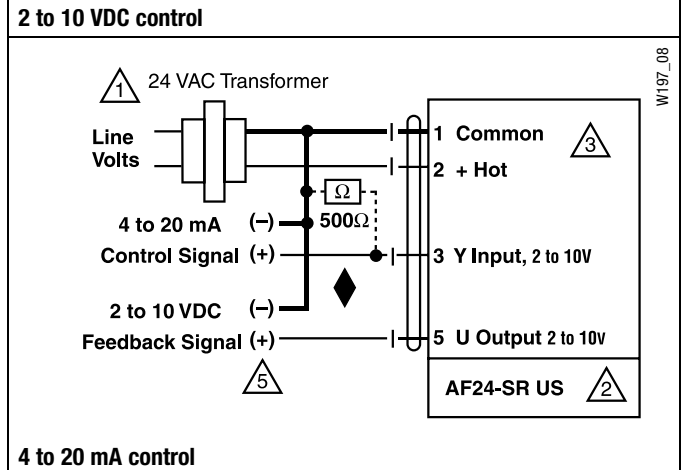 2 to 10 VDC control
W197_08
1 24 VAC Transformer
Line
Volts
1 Common
3
2 + Hot
Ω
4 to 20 mA (–)
500Ω
Control Signal (+)
3 Y Input, 2 to 10V
2 to 10 VDC (–)
Feedback Signal (+)
5 U Output 2 to 10V
5
AF24-SR US 2
4 to 20 mA control